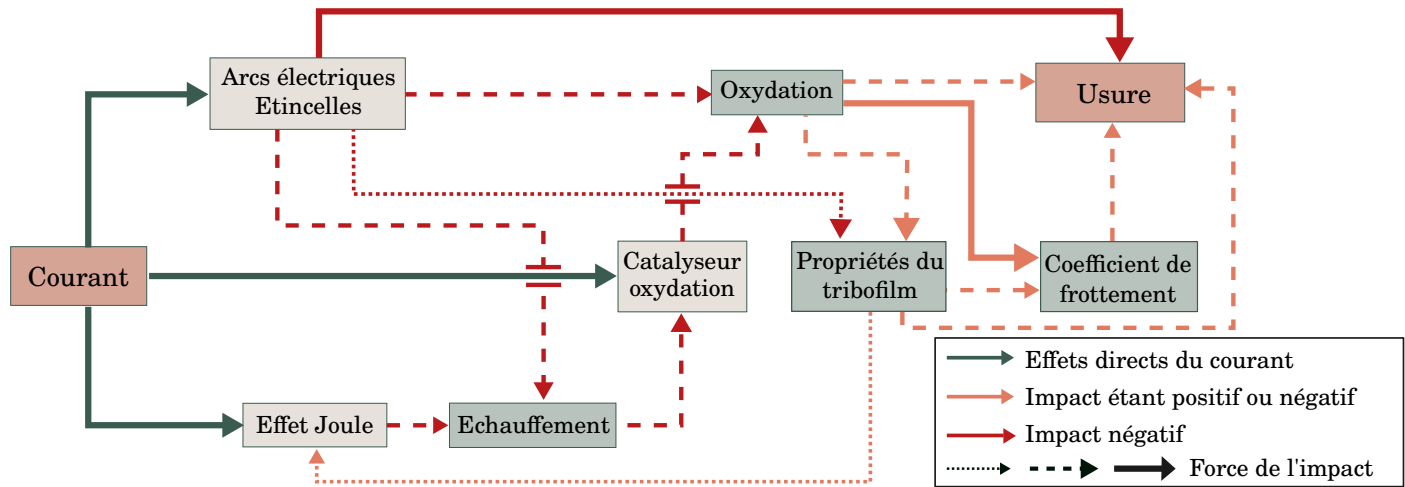 Arcs électriques
Etincelles
Oxydation
Usure
Courant
Catalyseur
oxydation
Propriétés du
tribofilm
Coefficient de
frottement
Effet Joule
Echauffement
Effets directs du courant
Impact étant positif ou négatif
Impact négatif
Force de l'impact